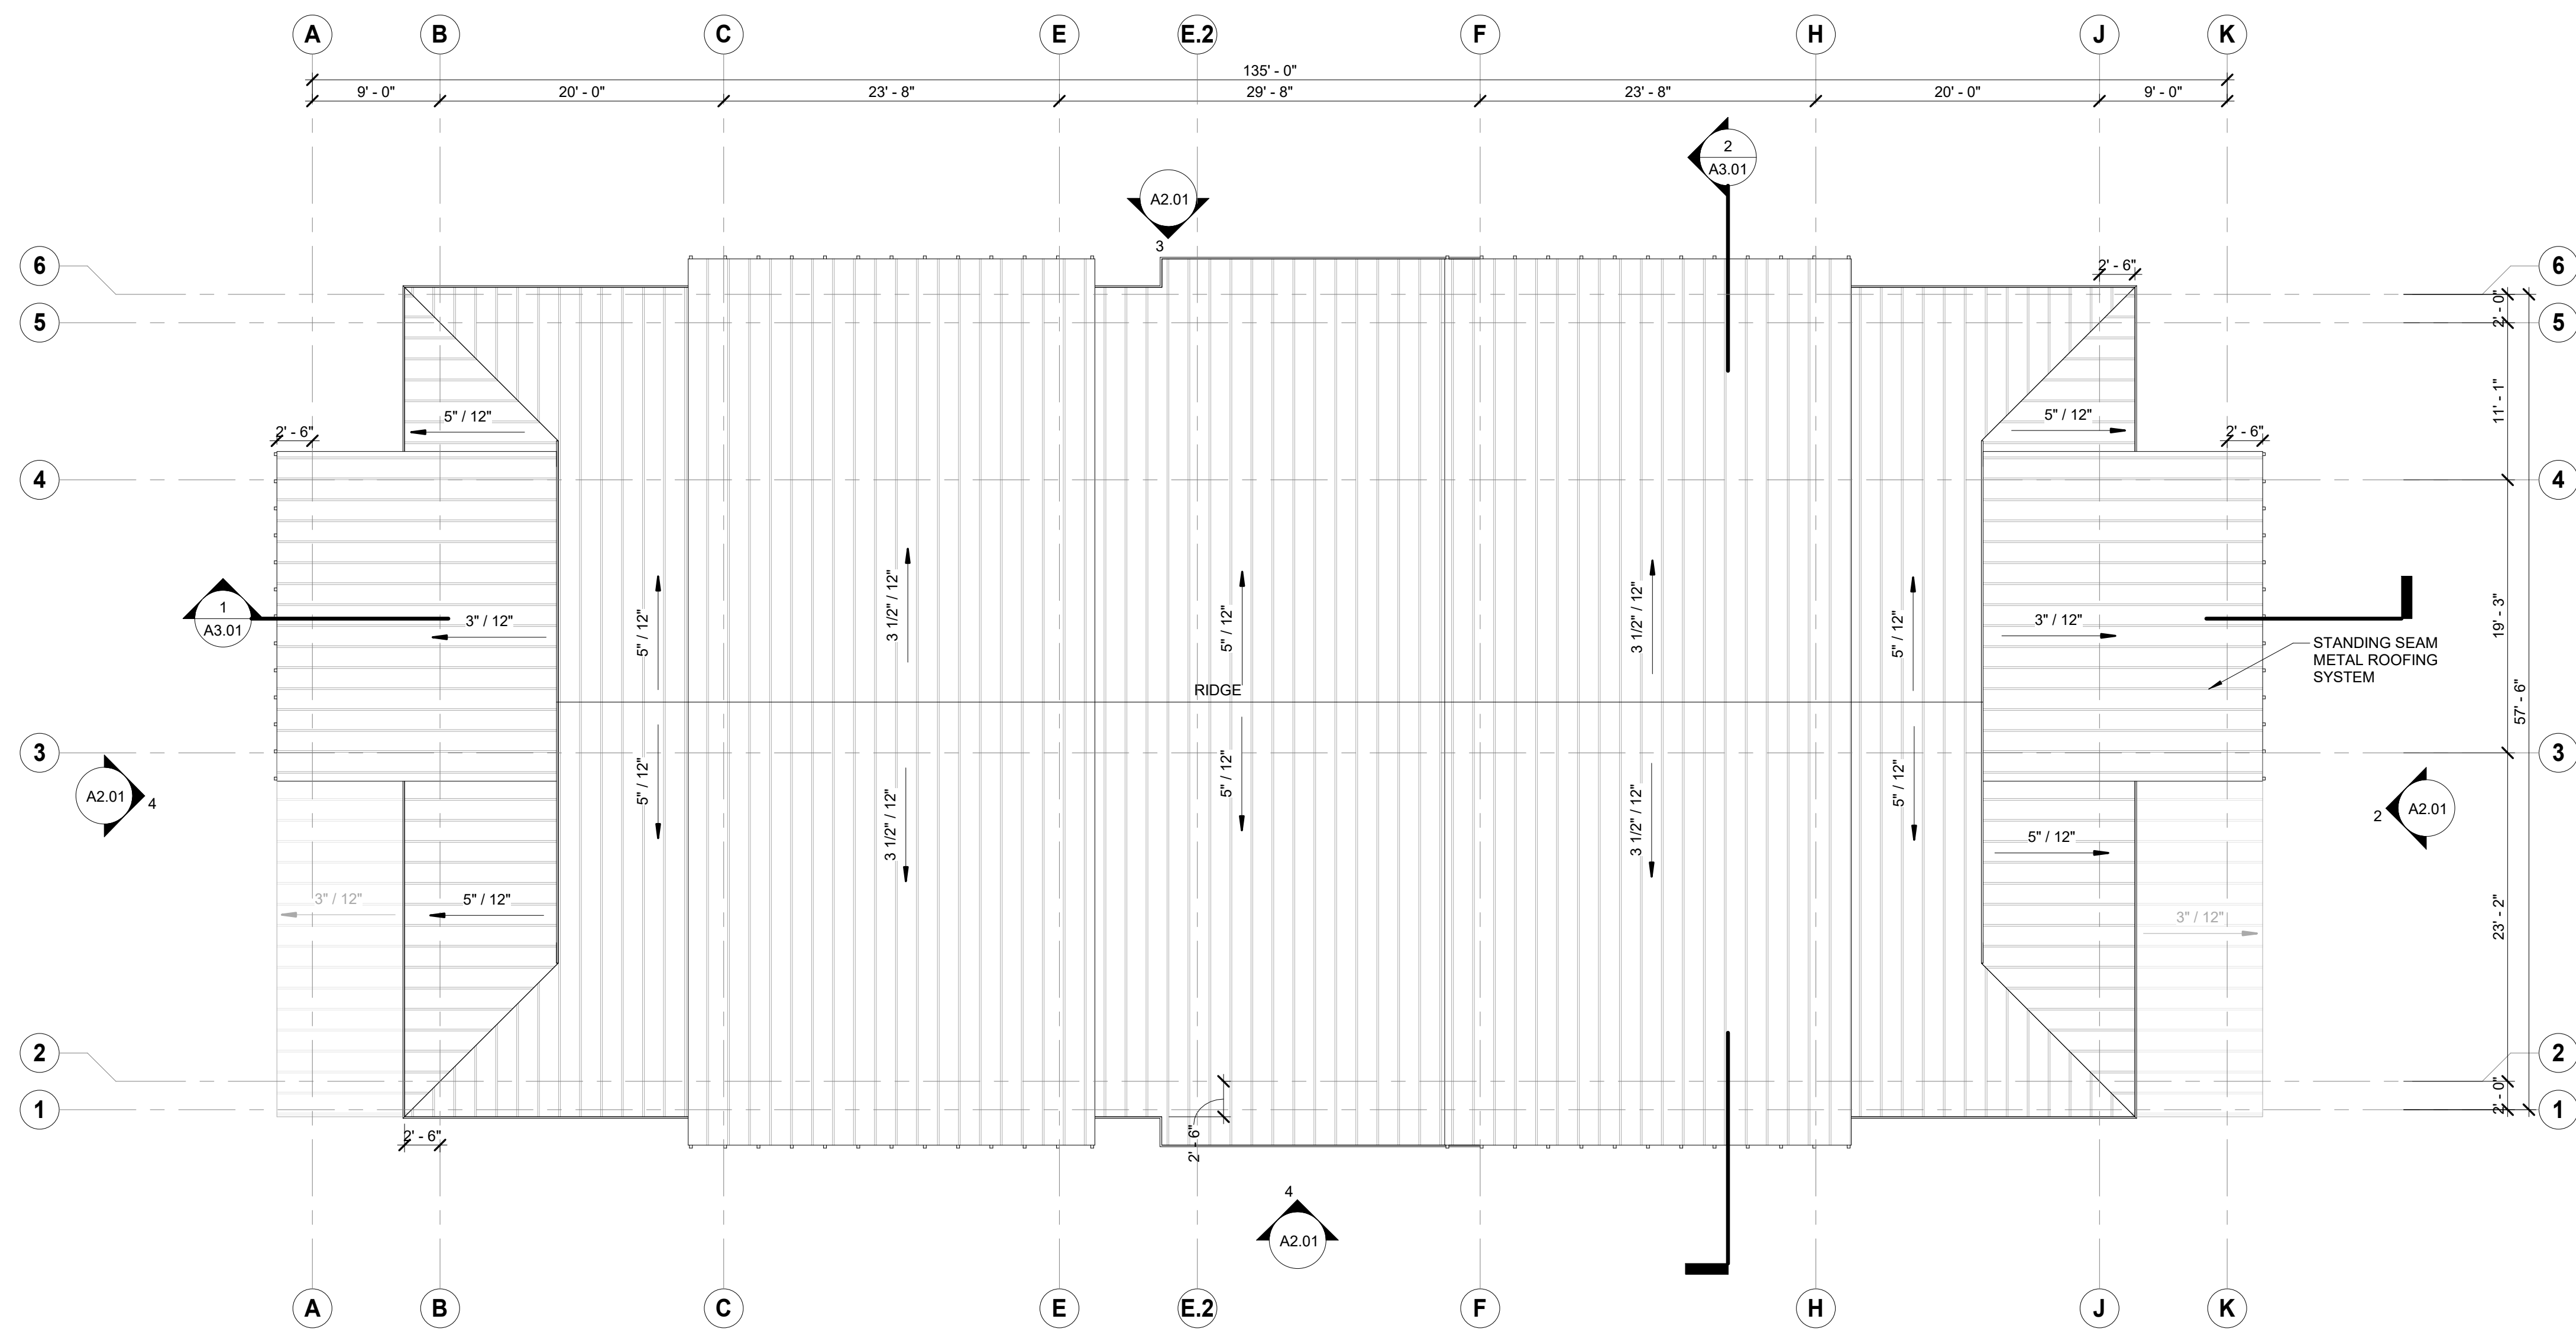 A B C E E.2 F H J K
135' - 0"
9' - 0" 20' - 0" 23' - 8" 29' - 8" 23' - 8" 20' - 0" 9' - 0"
2
A3.01
A2.01
3
6 6
2' - 6"
2' - 0"
5 5
11' - 1"
5" / 12" 5" / 12"
2' - 6" 2' - 6"
4 4
3 1/2" / 12" 3 1/2" / 12"
5" / 12" 5" / 12" 5" / 12"
1
A3.01
3" / 12" 3" / 12"
19' - 3"
STANDING SEAM
METAL ROOFING
SYSTEM
RIDGE
57' - 6"
3 3
5" / 12" 5" / 12" 5" / 12"
A2.01 4
3 1/2" / 12" 3 1/2" / 12"
2 A2.01
5" / 12"
3" / 12" 5" / 12"
3" / 12"
23' - 2"
2 2
2' - 0"
1 1
2' - 6" 2' - 6"
4
A2.01
A B C E E.2 F H J K